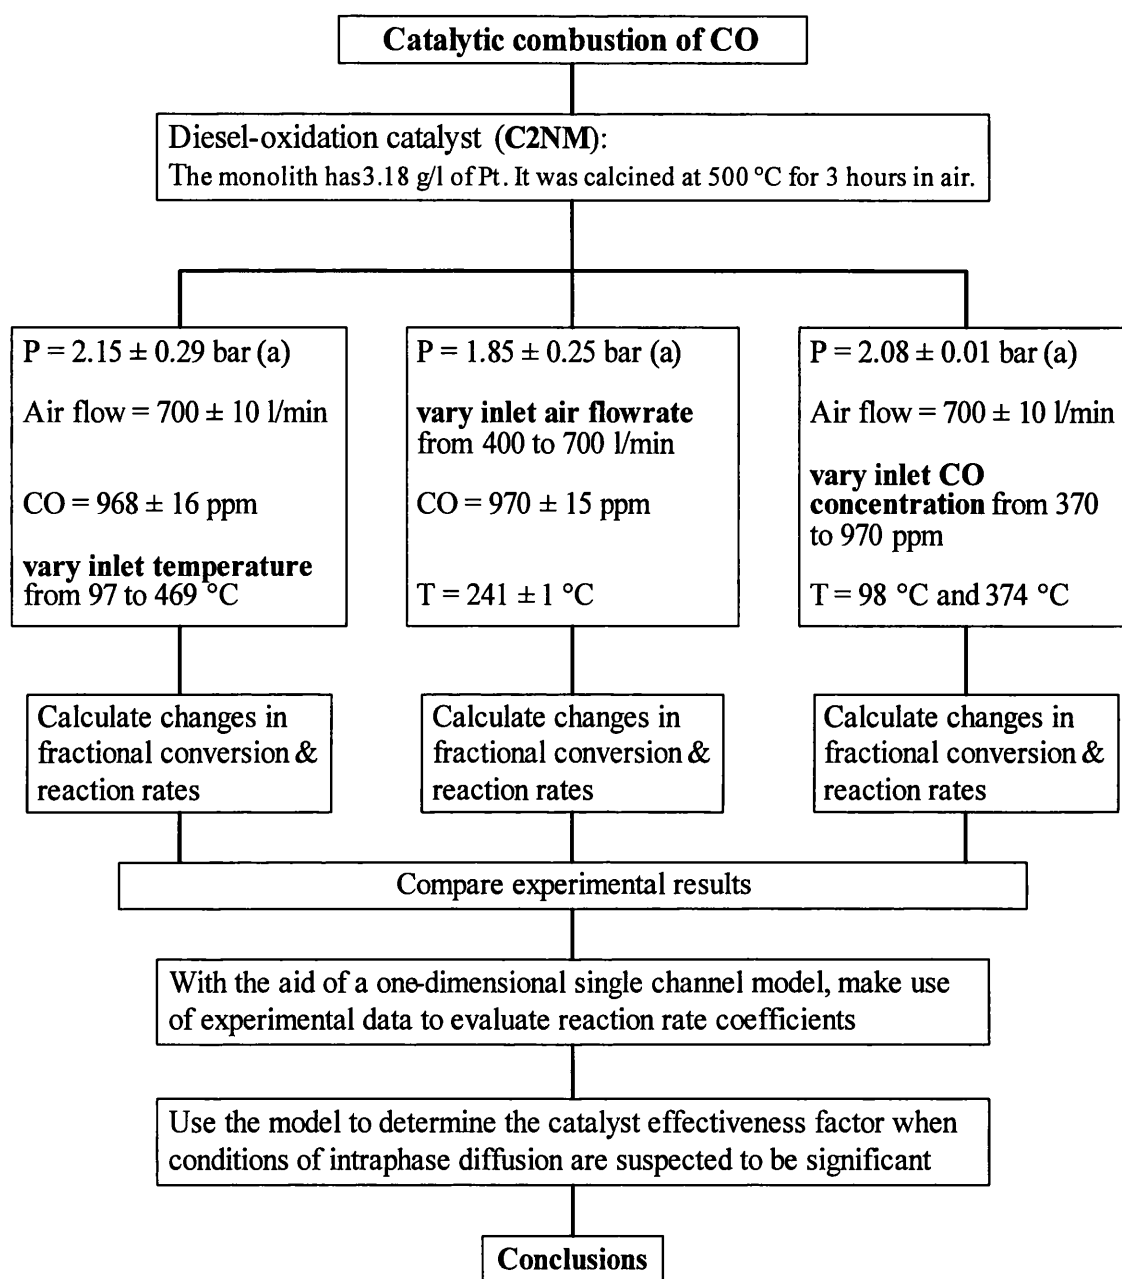 Catalytic combustion of CO
Diesel-oxidation catalyst (C2NM):
The monolith has 3.18 g/l of Pt. It was calcined at 500 °C for 3 hours in air.
P = 2.15 ± 0.29 bar (a)
Air flow = 700 ± 10 l/min
CO = 968 ± 16 ppm
vary inlet temperature
from 97 to 469 °C
P = 1.85 ± 0.25 bar (a)
vary inlet air flowrate
from 400 to 700 l/min
CO = 970 ± 15 ppm
T = 241 ± 1 °C
P = 2.08 ± 0.01 bar (a)
Air flow = 700 ± 10 l/min
vary inlet CO
concentration from 370
to 970 ppm
T = 98 °C and 374 °C
Calculate changes in
fractional conversion &
reaction rates
Calculate changes in
fractional conversion &
reaction rates
Calculate changes in
fractional conversion &
reaction rates
Compare experimental results
With the aid of a one-dimensional single channel model, make use
of experimental data to evaluate reaction rate coefficients
Use the model to determine the catalyst effectiveness factor when
conditions of intraphase diffusion are suspected to be significant
Conclusions